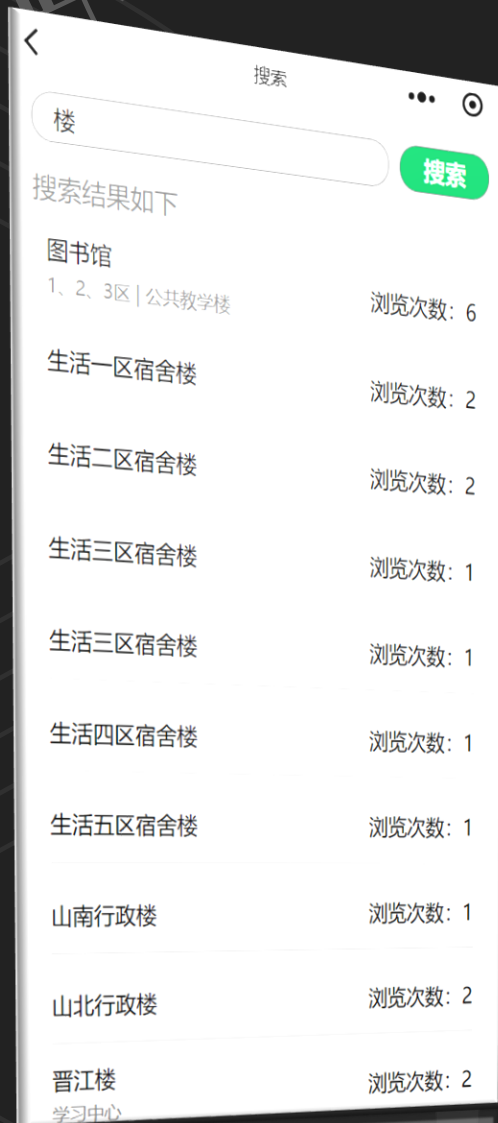 搜索
楼
搜索
搜索结果如下
图书馆
1、2、3区 | 公共教学楼
浏览次数：6
生活一区宿舍楼
浏览次数：2
生活二区宿舍楼
浏览次数：2
生活三区宿舍楼
浏览次数：1
生活三区宿舍楼
浏览次数：1
生活四区宿舍楼
浏览次数：1
生活五区宿舍楼
浏览次数：1
山南行政楼
浏览次数：1
山北行政楼
浏览次数：2
晋江楼
学习中心
浏览次数：2